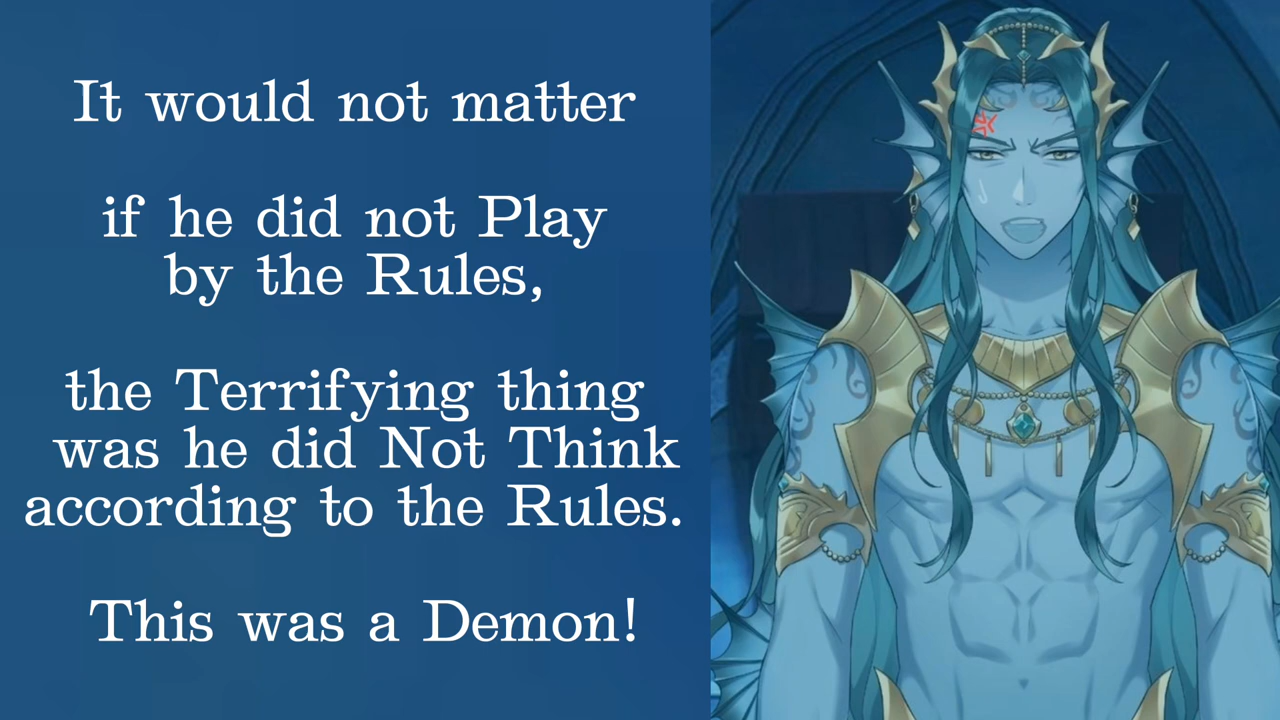 It would not matter
if he did not Play
by the Rules,
the Terrifying thing
was he did Not Think
according to the Rules.
This was a Demon!